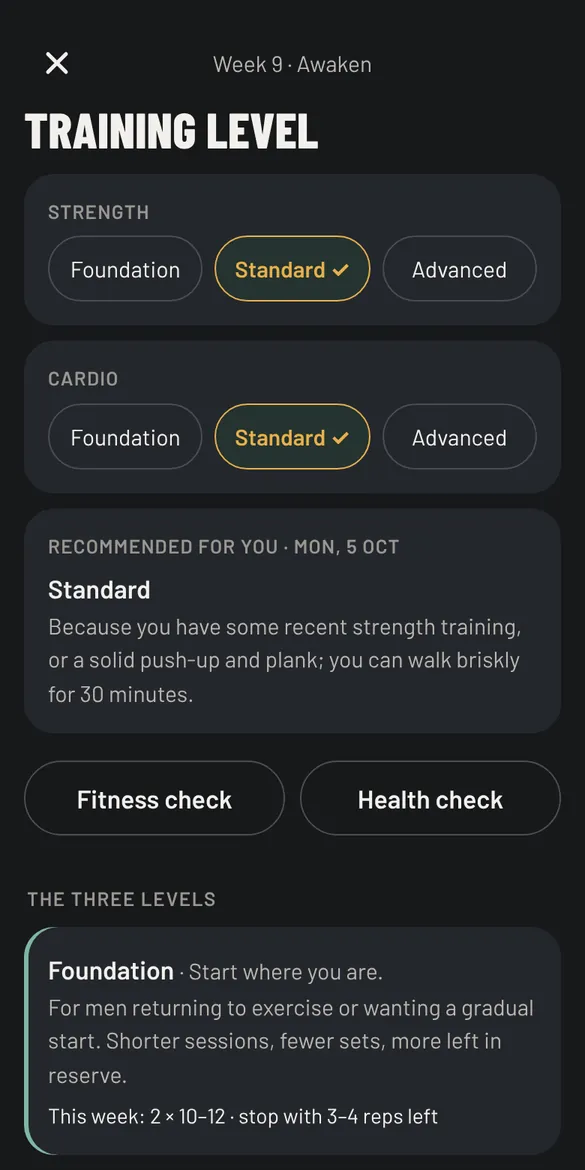 Week 9 · Awaken
TRAINING LEVEL
STRENGTH
Foundation
Standard ✓
Advanced
CARDIO
Foundation
Standard ✓
Advanced
RECOMMENDED FOR YOU · MON, 5 OCT
Standard
Because you have some recent strength training,
or a solid push-up and plank; you can walk briskly
for 30 minutes.
Fitness check
Health check
THE THREE LEVELS
Foundation · Start where you are.
For men returning to exercise or wanting a gradual
start. Shorter sessions, fewer sets, more left in
reserve.
This week: 2 × 10–12 · stop with 3–4 reps left